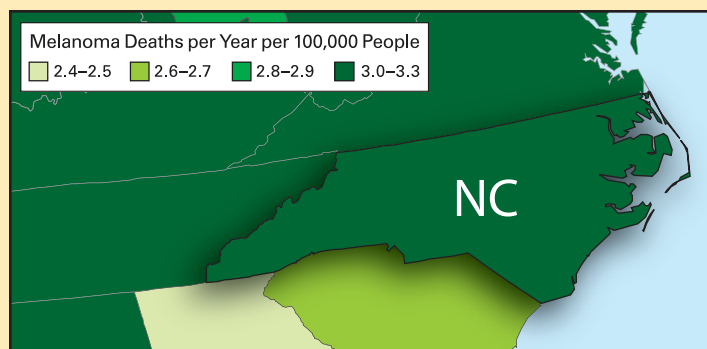 Melanoma Deaths per Year per 100,000 People
2.4–2.5 2.6–2.7 2.8–2.9 3.0–3.3
NC